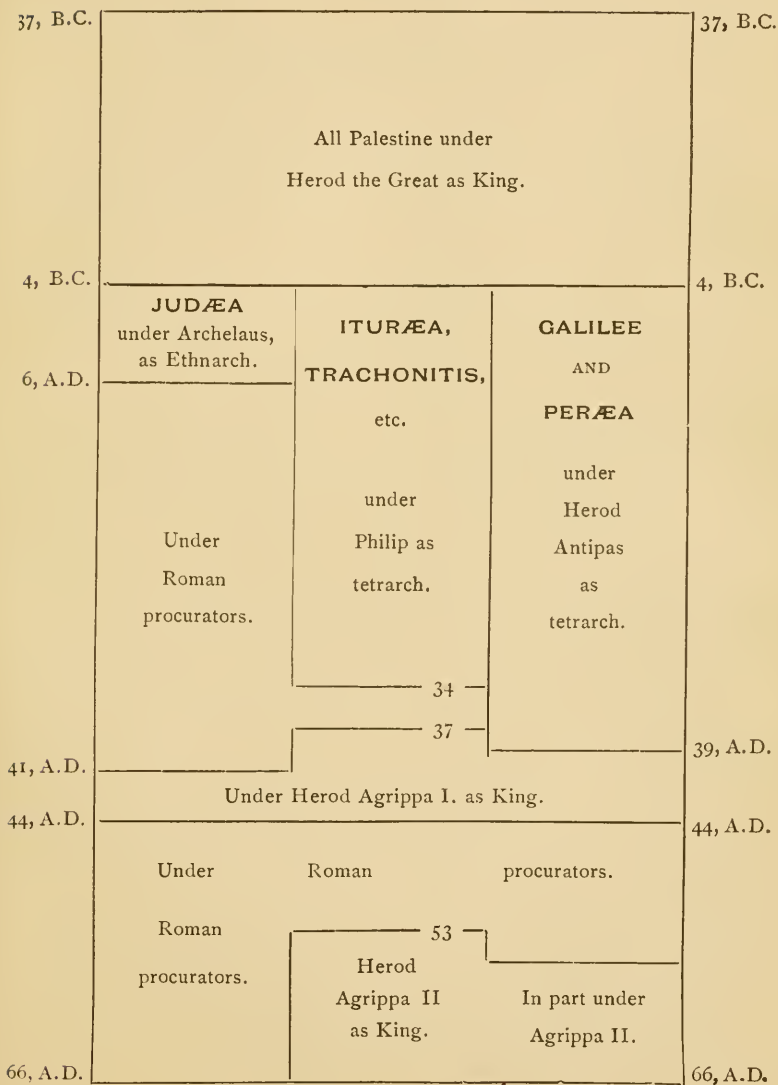 37, B.C. 37, B.C.
All Palestine under
Herod the Great as King.
4, B.C. 4, B.C.
JUDÆA
under Archelaus,
as Ethnarch.
6, A.D.
Under
Roman
procurators.
ITURÆA,
TRACHONITIS,
etc.
under
Philip as
tetrarch.
34
37
GALILEE
AND
PERÆA
under
Herod
Antipas
as
tetrarch.
39, A.D.
41, A.D.
Under Herod Agrippa I. as King.
44, A.D. 44, A.D.
Under Roman procurators.
Roman
procurators.
53
Herod
Agrippa II
as King.
In part under
Agrippa II.
66, A.D. 66, A.D.